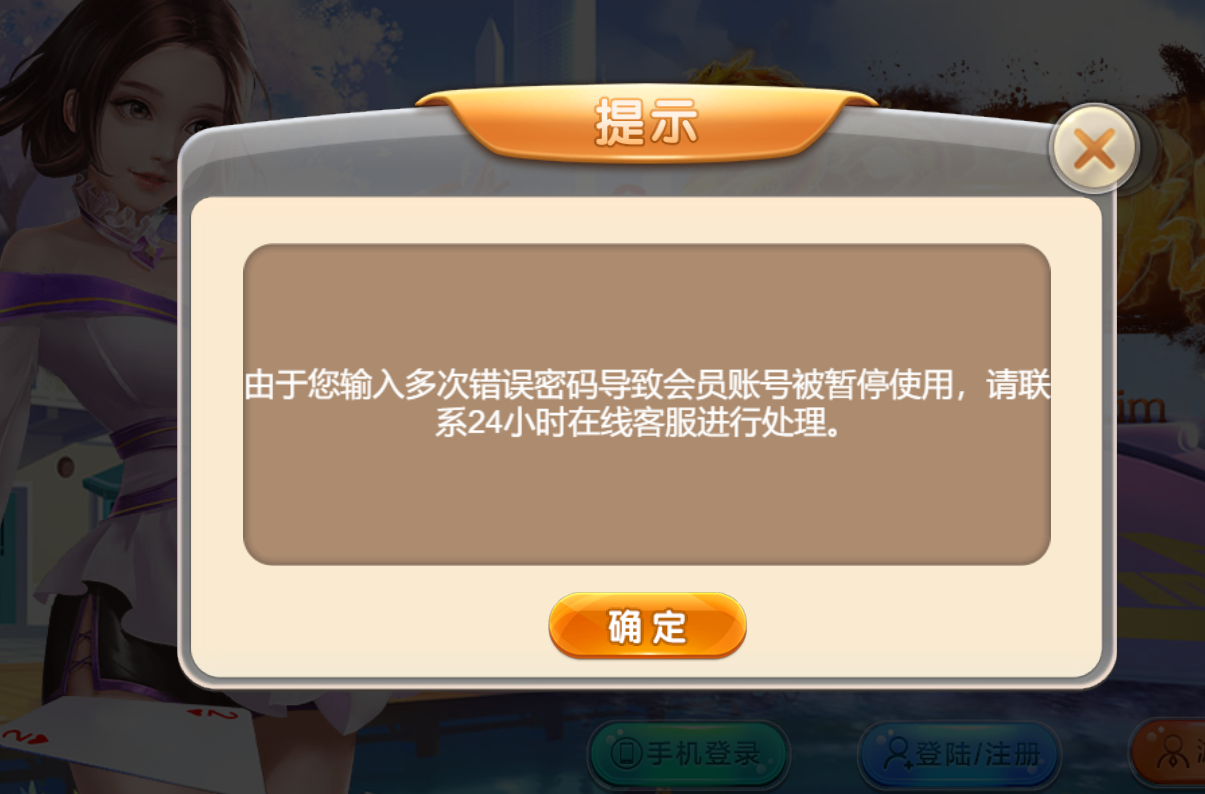 提示
由于您输入多次错误密码导致会员账号被暂停使用，请联
系24小时在线客服进行处理。
确定
手机登录
登陆/注册